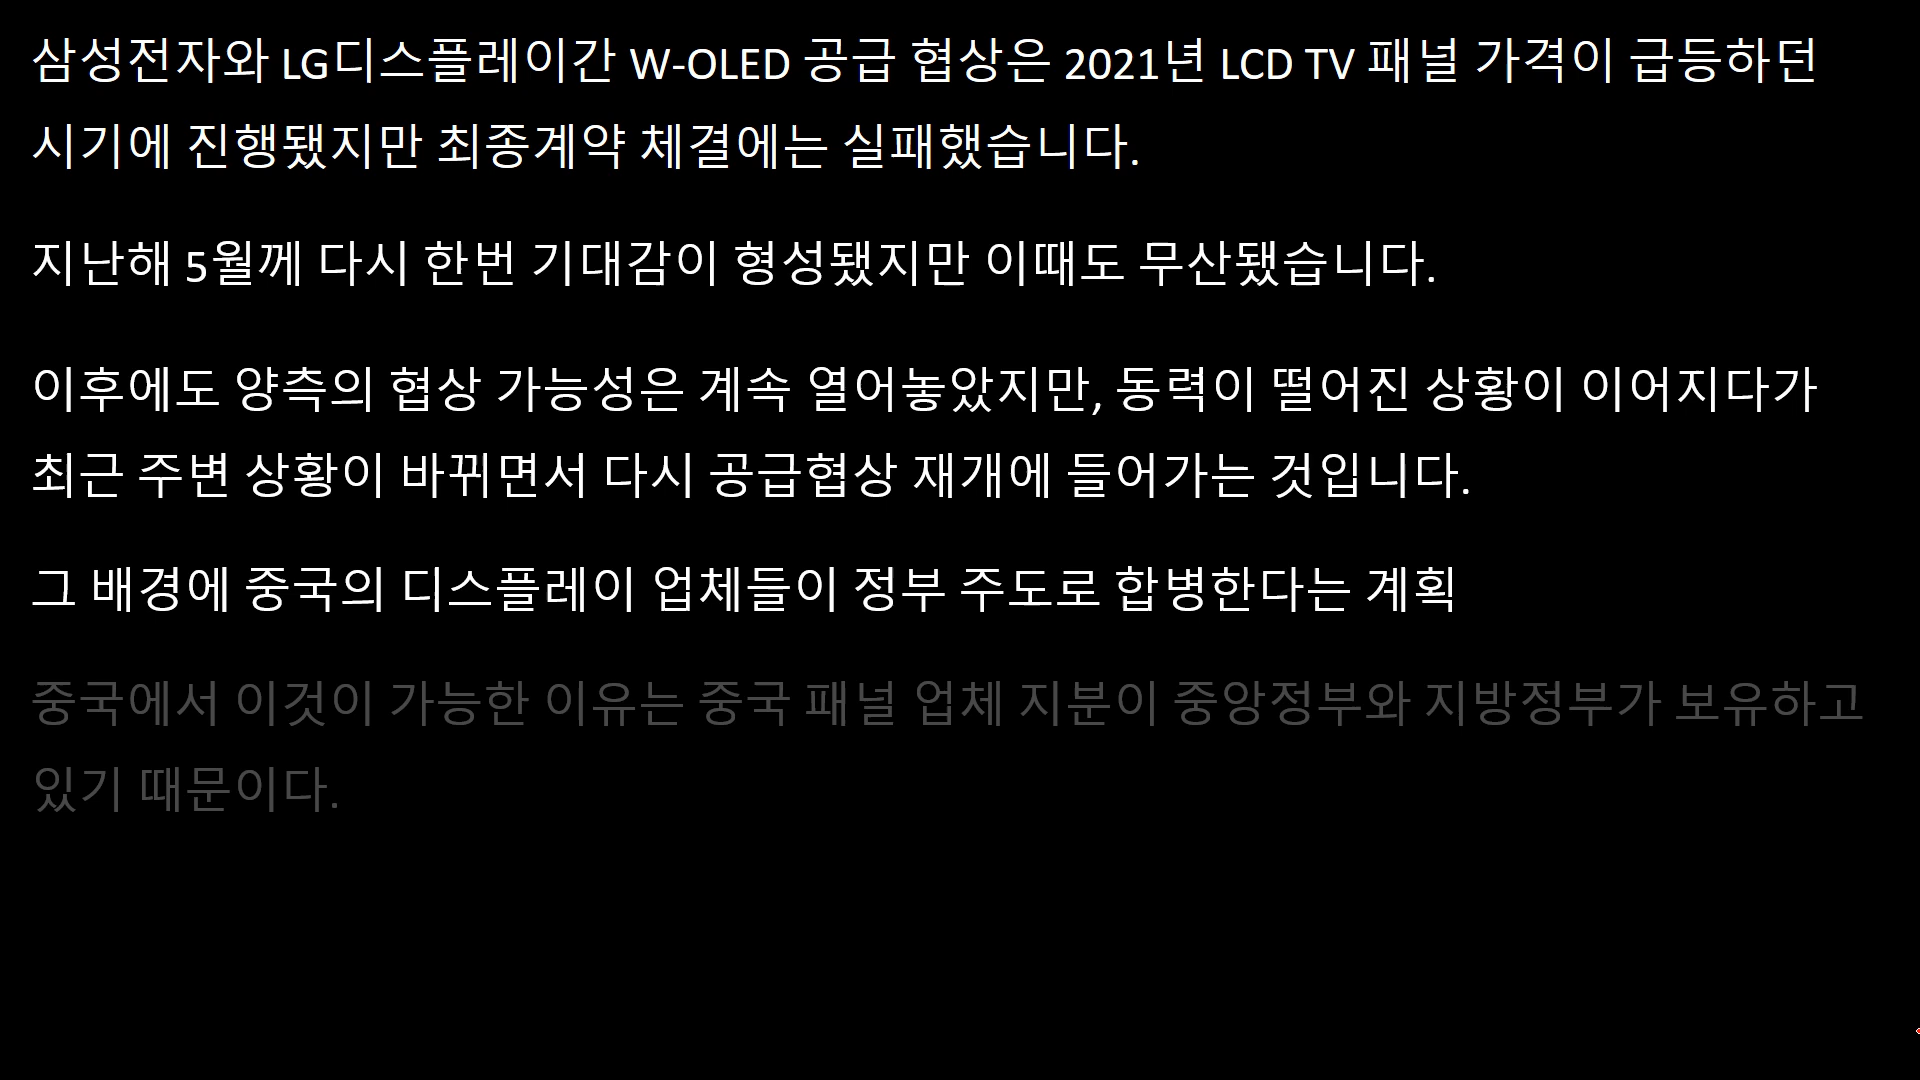 삼성전자와 LG디스플레이간 W-OLED 공급 협상은 2021년 LCD TV 패널 가격이 급등하던
시기에 진행됐지만 최종계약 체결에는 실패했습니다.
지난해 5월께 다시 한번 기대감이 형성됐지만 이때도 무산됐습니다.
이후에도 양측의 협상 가능성은 계속 열어놓았지만, 동력이 떨어진 상황이 이어지다가
최근 주변 상황이 바뀌면서 다시 공급협상 재개에 들어가는 것입니다.
그 배경에 중국의 디스플레이 업체들이 정부 주도로 합병한다는 계획
중국에서 이것이 가능한 이유는 중국 패널 업체 지분이 중앙정부와 지방정부가 보유하고
있기 때문이다.